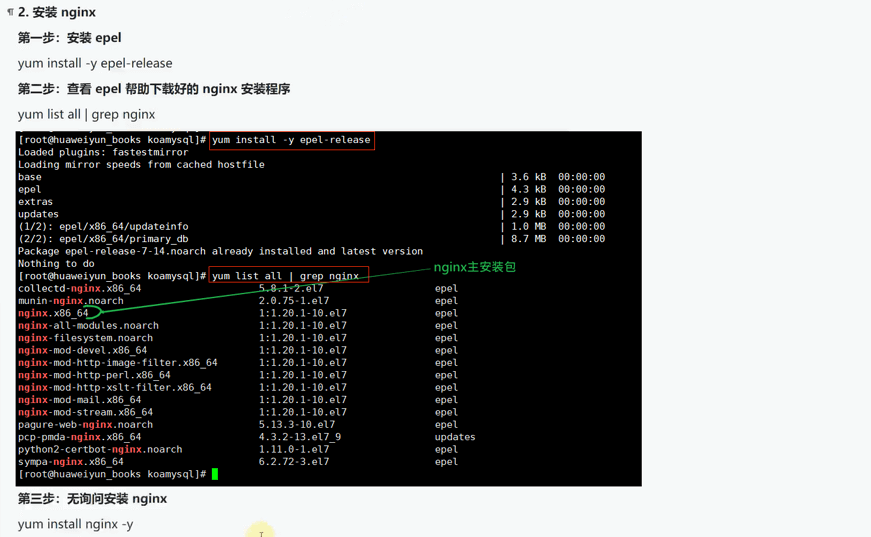 2. 安装 nginx
第一步：安装 epel
yum install -y epel-release
第二步：查看 epel 帮助下载好的 nginx 安装程序
yum list all | grep nginx
[root@huaweiyun_books koamysql]# yum install -y epel-release
Loaded plugins: fastestmirror
Loading mirror speeds from cached hostfile
base | 3.6 kB 00:00:00
epel | 4.3 kB 00:00:00
extras | 2.9 kB 00:00:00
updates | 2.9 kB 00:00:00
(1/2): epel/x86_64/updateinfo | 1.0 MB 00:00:00
(2/2): epel/x86_64/primary_db | 8.7 MB 00:00:00
Package epel-release-7-14.noarch already installed and latest version
Nothing to do
[root@huaweiyun_books koamysql]# yum list all | grep nginx
nginx主安装包
collectd-nginx.x86_64 5.8.1-2.el7 epel
munin-nginx.noarch 2.0.75-1.el7 epel
nginx.x86_64 1:1.20.1-10.el7 epel
nginx-all-modules.noarch 1:1.20.1-10.el7 epel
nginx-filesystem.noarch 1:1.20.1-10.el7 epel
nginx-mod-devel.x86_64 1:1.20.1-10.el7 epel
nginx-mod-http-image-filter.x86_64 1:1.20.1-10.el7 epel
nginx-mod-http-perl.x86_64 1:1.20.1-10.el7 epel
nginx-mod-http-xslt-filter.x86_64 1:1.20.1-10.el7 epel
nginx-mod-mail.x86_64 1:1.20.1-10.el7 epel
nginx-mod-stream.x86_64 1:1.20.1-10.el7 epel
pagure-web-nginx.noarch 5.13.3-10.el7 epel
pcp-pmda-nginx.x86_64 4.3.2-13.el7_9 updates
python2-certbot-nginx.noarch 1.11.0-1.el7 epel
sympa-nginx.x86_64 6.2.72-3.el7 epel
[root@huaweiyun_books koamysql]#
第三步：无询问安装 nginx
yum install nginx -y